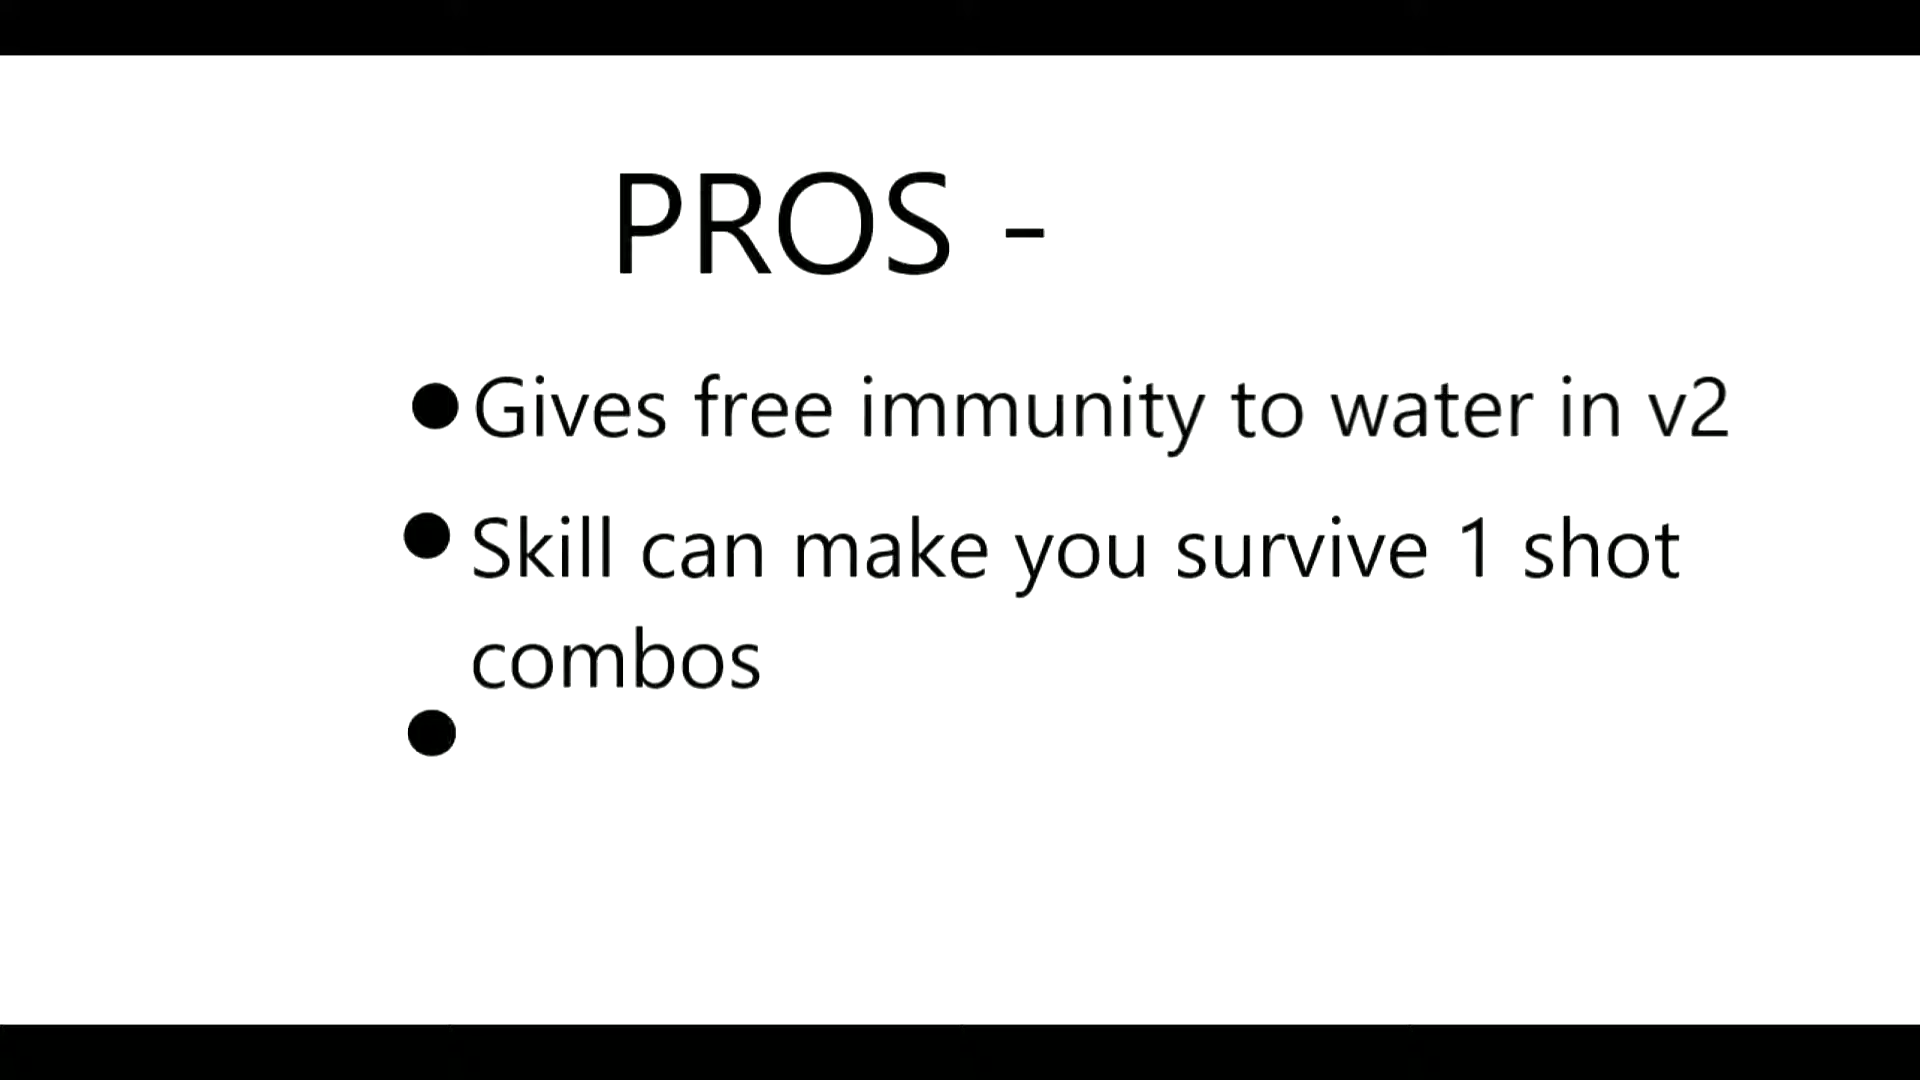 PROS -
● Gives free immunity to water in v2
● Skill can make you survive 1 shot
combos
●